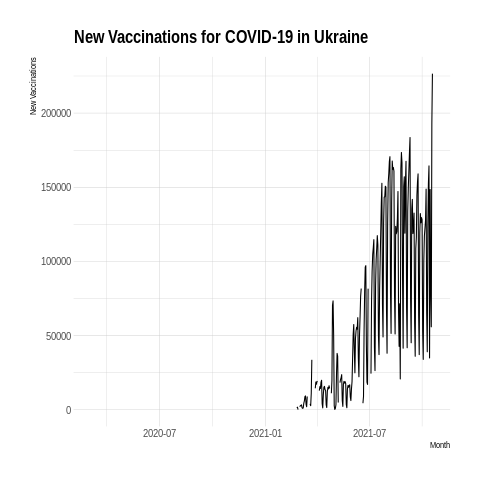 New Vaccinations for COVID-19 in Ukraine
New Vaccinations
200000
150000
100000
50000
0
2020-07
2021-01
2021-07
Month